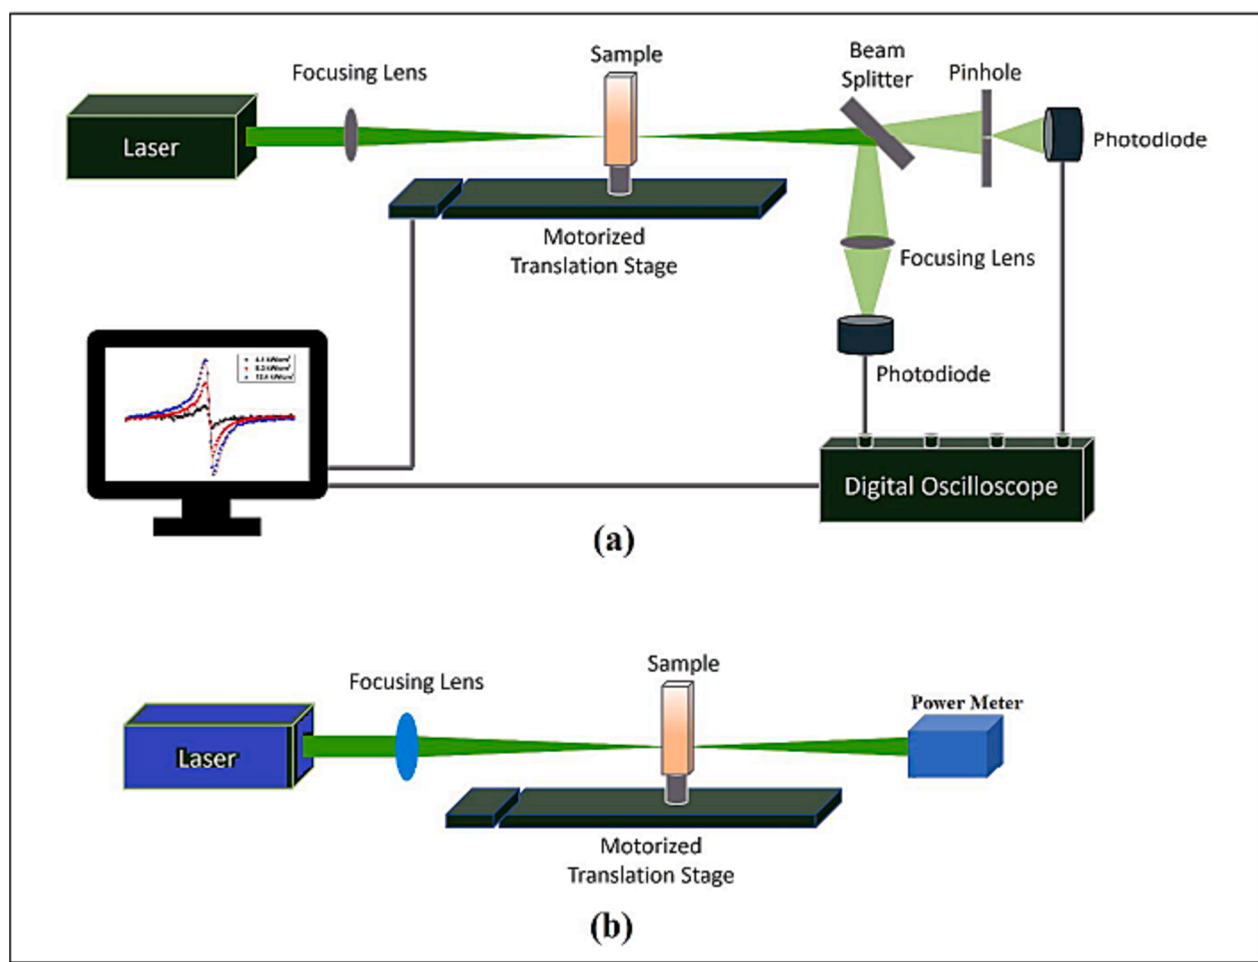 Sample
Focusing Lens
Beam
Splitter
Pinhole
Laser
Photodiode
Motorized
Translation Stage
Focusing Lens
Photodiode
Digital Oscilloscope
(a)
Sample
Focusing Lens
Power Meter
Laser
Motorized
Translation Stage
(b)